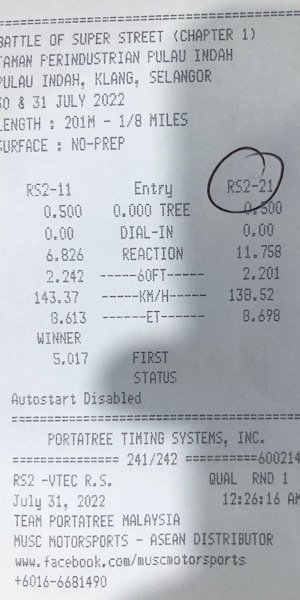 BATTLE OF SUPER STREET (CHAPTER 1)
TAMAN PERINDUSTRIAN PULAU INDAH
PULAU INDAH, KLANG, SELANGOR
30 & 31 JULY 2022
LENGTH : 201M - 1/8 MILES
SURFACE : NO-PREP
RS2-11 Entry RS2-21
0.500 0.000 TREE 0.500
0.00 DIAL-IN 0.00
6.826 REACTION 11.758
2.242 -----60FT----- 2.201
143.37 -----KM/H----- 138.52
8.613 ------ET------ 8.698
WINNER
5.017 FIRST
STATUS
Autostart Disabled
PORTATREE TIMING SYSTEMS, INC.
============== 241/242 ==========600214
RS2 -VTEC R.S. QUAL RND 1
July 31, 2022 12:26:16 AM
TEAM PORTATREE MALAYSIA
MUSC MOTORSPORTS - ASEAN DISTRIBUTOR
www.facebook.com/muscmotorsports
+6016-6681490